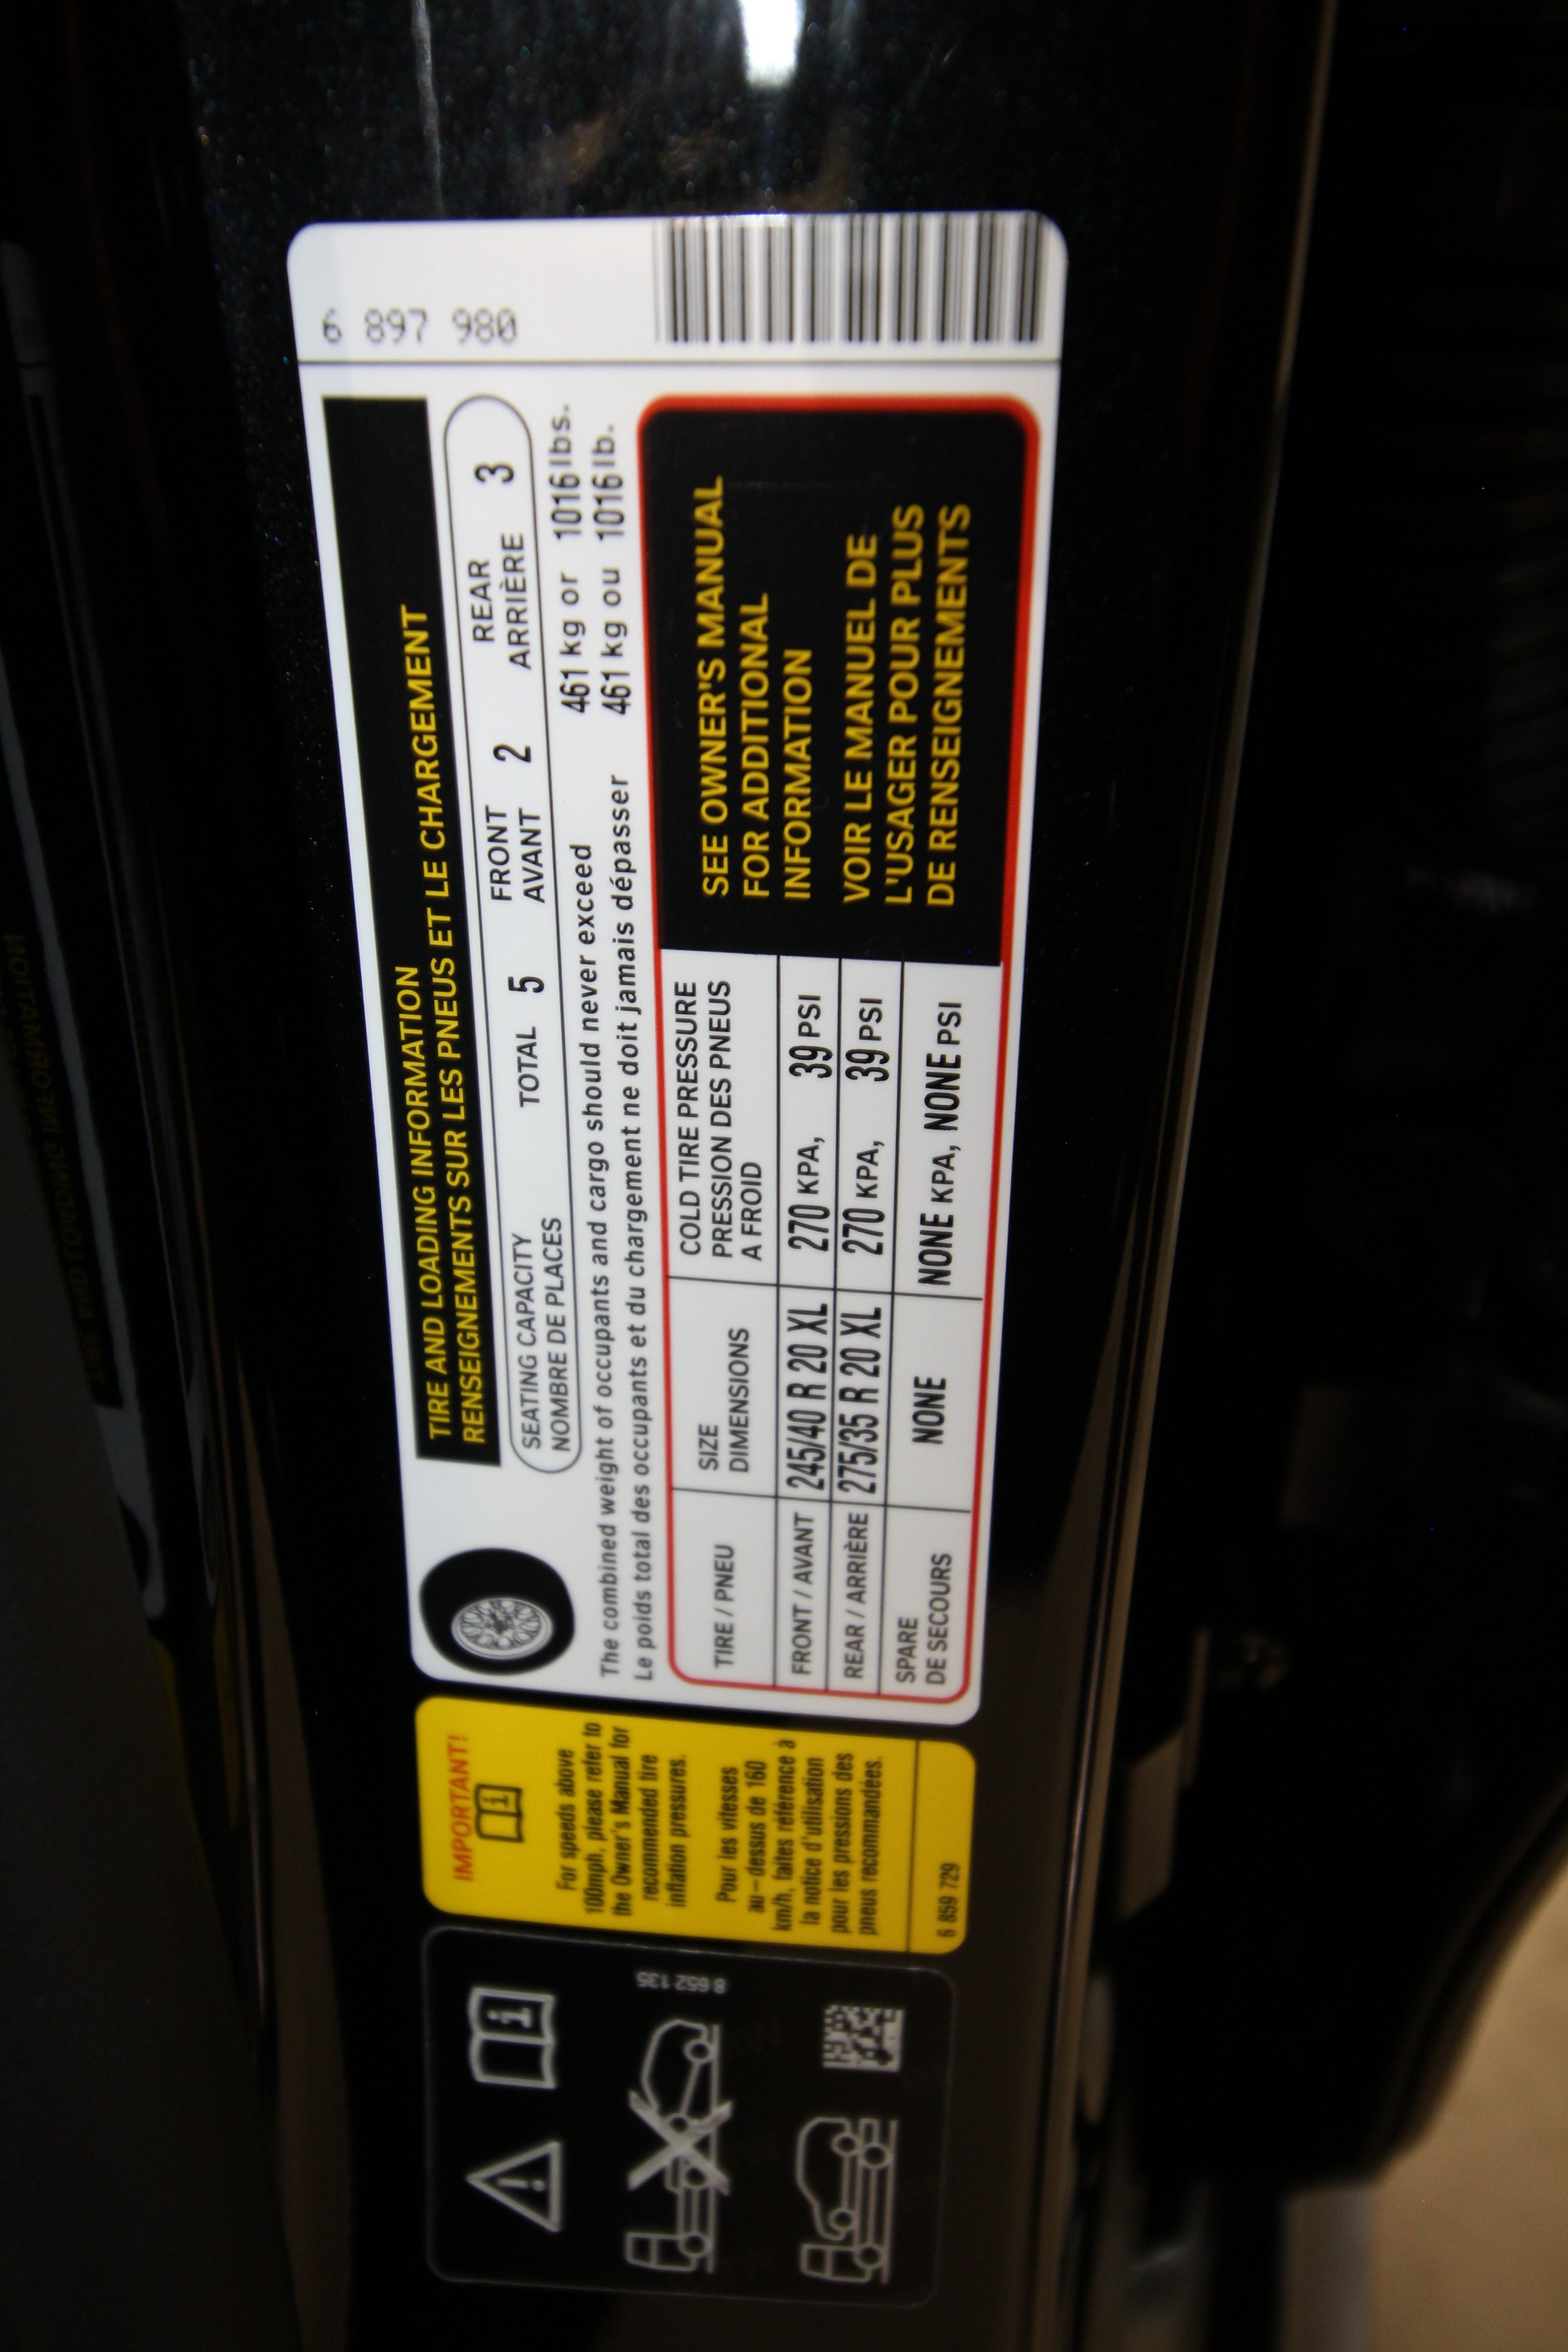 TIRE AND LOADING INFORMATION
RENSEIGNEMENTS SUR LES PNEUS ET LE CHARGEMENT
SEATING CAPACITY
NOMBRE DE PLACES
TOTAL 5
FRONT
AVANT 2
REAR
ARRIÈRE 3
The combined weight of occupants and cargo should never exceed 461 kg or 1016 lbs.
Le poids total des occupants et du chargement ne doit jamais dépasser 461 kg ou 1016 lb.
TIRE / PNEU
SIZE
DIMENSIONS
COLD TIRE PRESSURE
PRESSION DES PNEUS
A FROID
FRONT / AVANT 245/40 R 20 XL 270 KPA, 39 PSI
REAR / ARRIÈRE 275/35 R 20 XL 270 KPA, 39 PSI
SPARE
DE SECOURS
NONE NONE KPA, NONE PSI
SEE OWNER'S MANUAL
FOR ADDITIONAL
INFORMATION
VOIR LE MANUEL DE
L'USAGER POUR PLUS
DE RENSEIGNEMENTS
6 897 980
IMPORTANT!
For speeds above
100mph, please refer to
the Owner's Manual for
recommended tire
inflation pressures.
Pour les vitesses
au-dessus de 160
km/h, faites référence à
la notice d'utilisation
pour les pressions des
pneus recommandées.
6 859 729
8 652 135